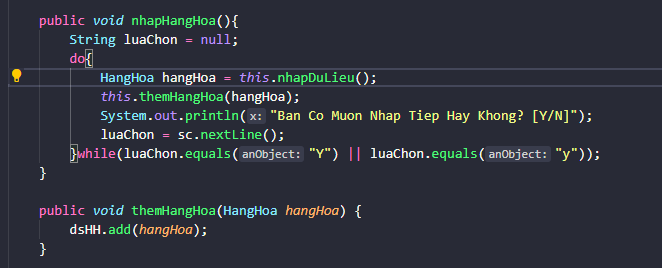 public void nhapHangHoa(){
String luaChon = null;
do{
HangHoa hangHoa = this.nhapDuLieu();
this.themHangHoa(hangHoa);
System.out.println(x: "Ban Co Muon Nhap Tiep Hay Khong? [Y/N]");
luaChon = sc.nextLine();
}while(luaChon.equals(anObject: "Y") || luaChon.equals(anObject: "y"));
}
public void themHangHoa(HangHoa hangHoa) {
dsHH.add(hangHoa);
}